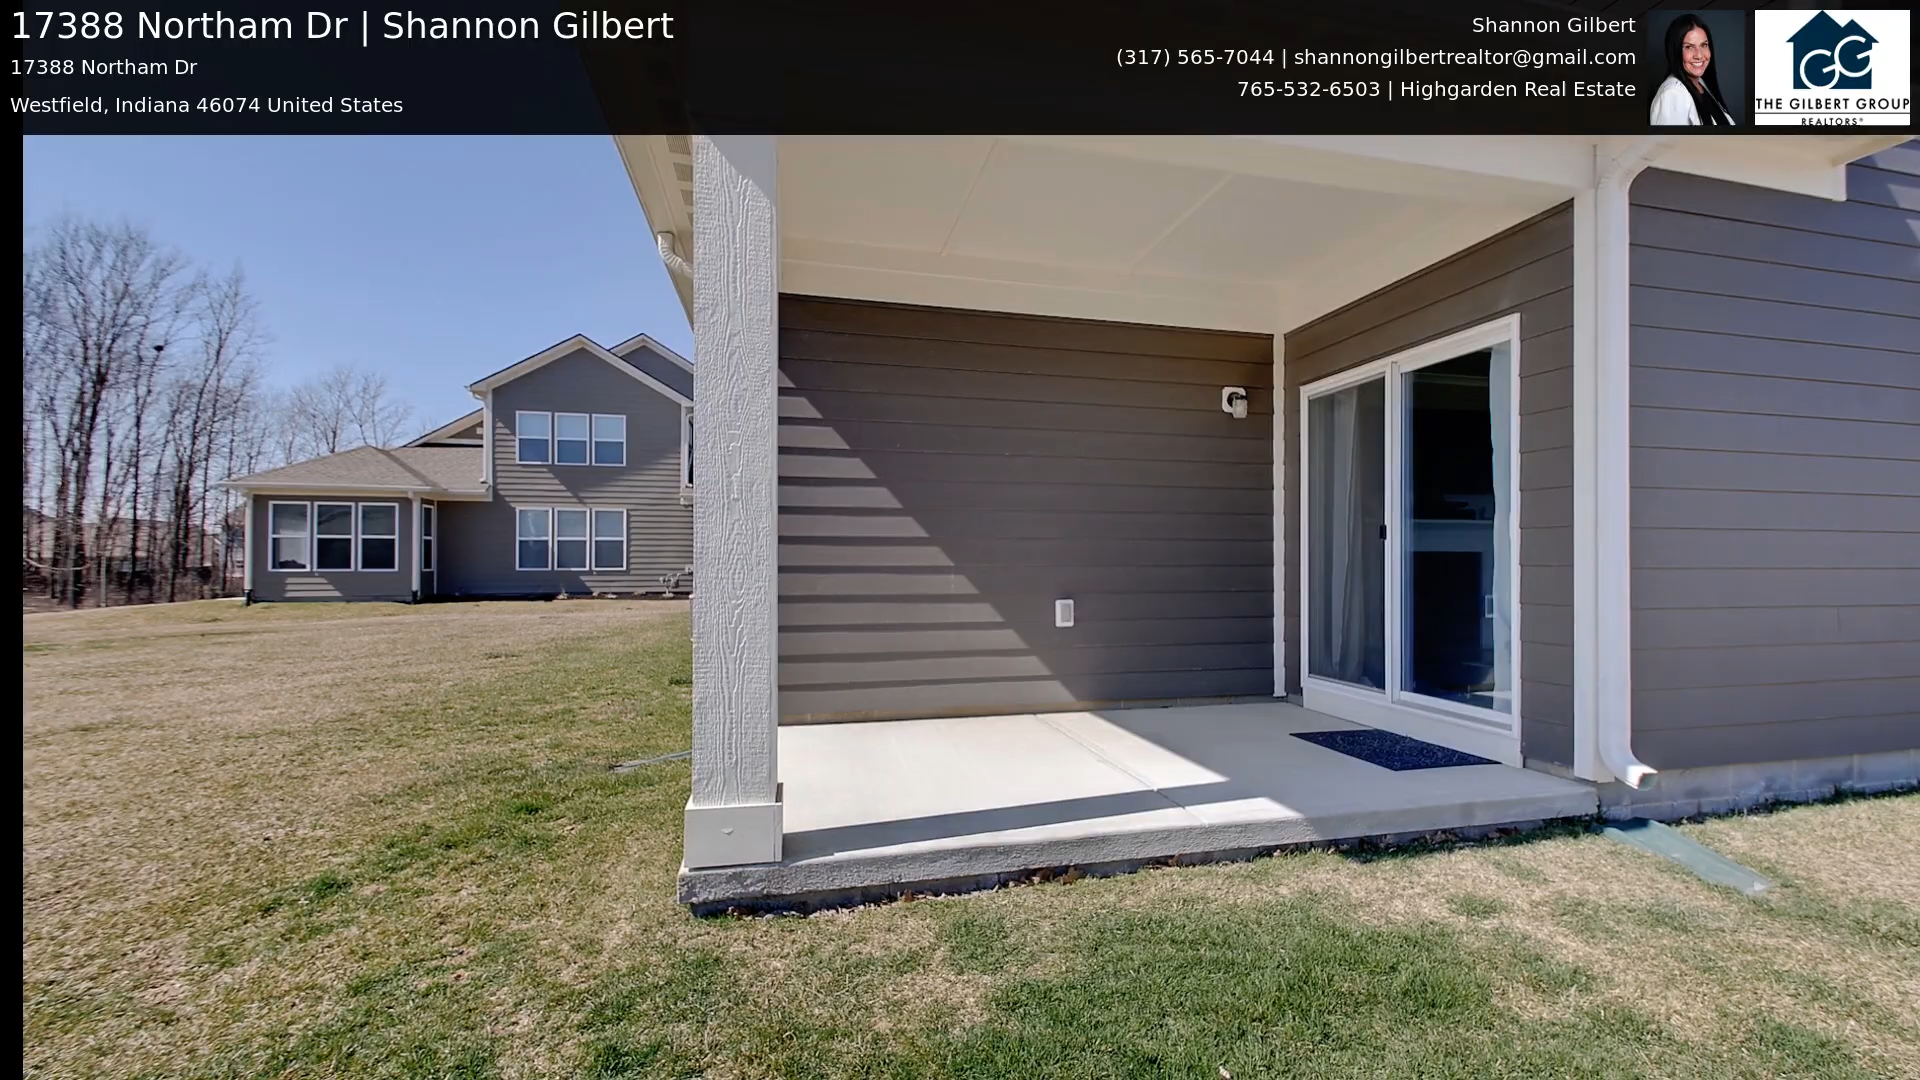 17388 Northam Dr | Shannon Gilbert
17388 Northam Dr
Westfield, Indiana 46074 United States
Shannon Gilbert
(317) 565-7044 | shannongilbertrealtor@gmail.com
765-532-6503 | Highgarden Real Estate
GG
THE GILBERT GROUP
REALTORS®